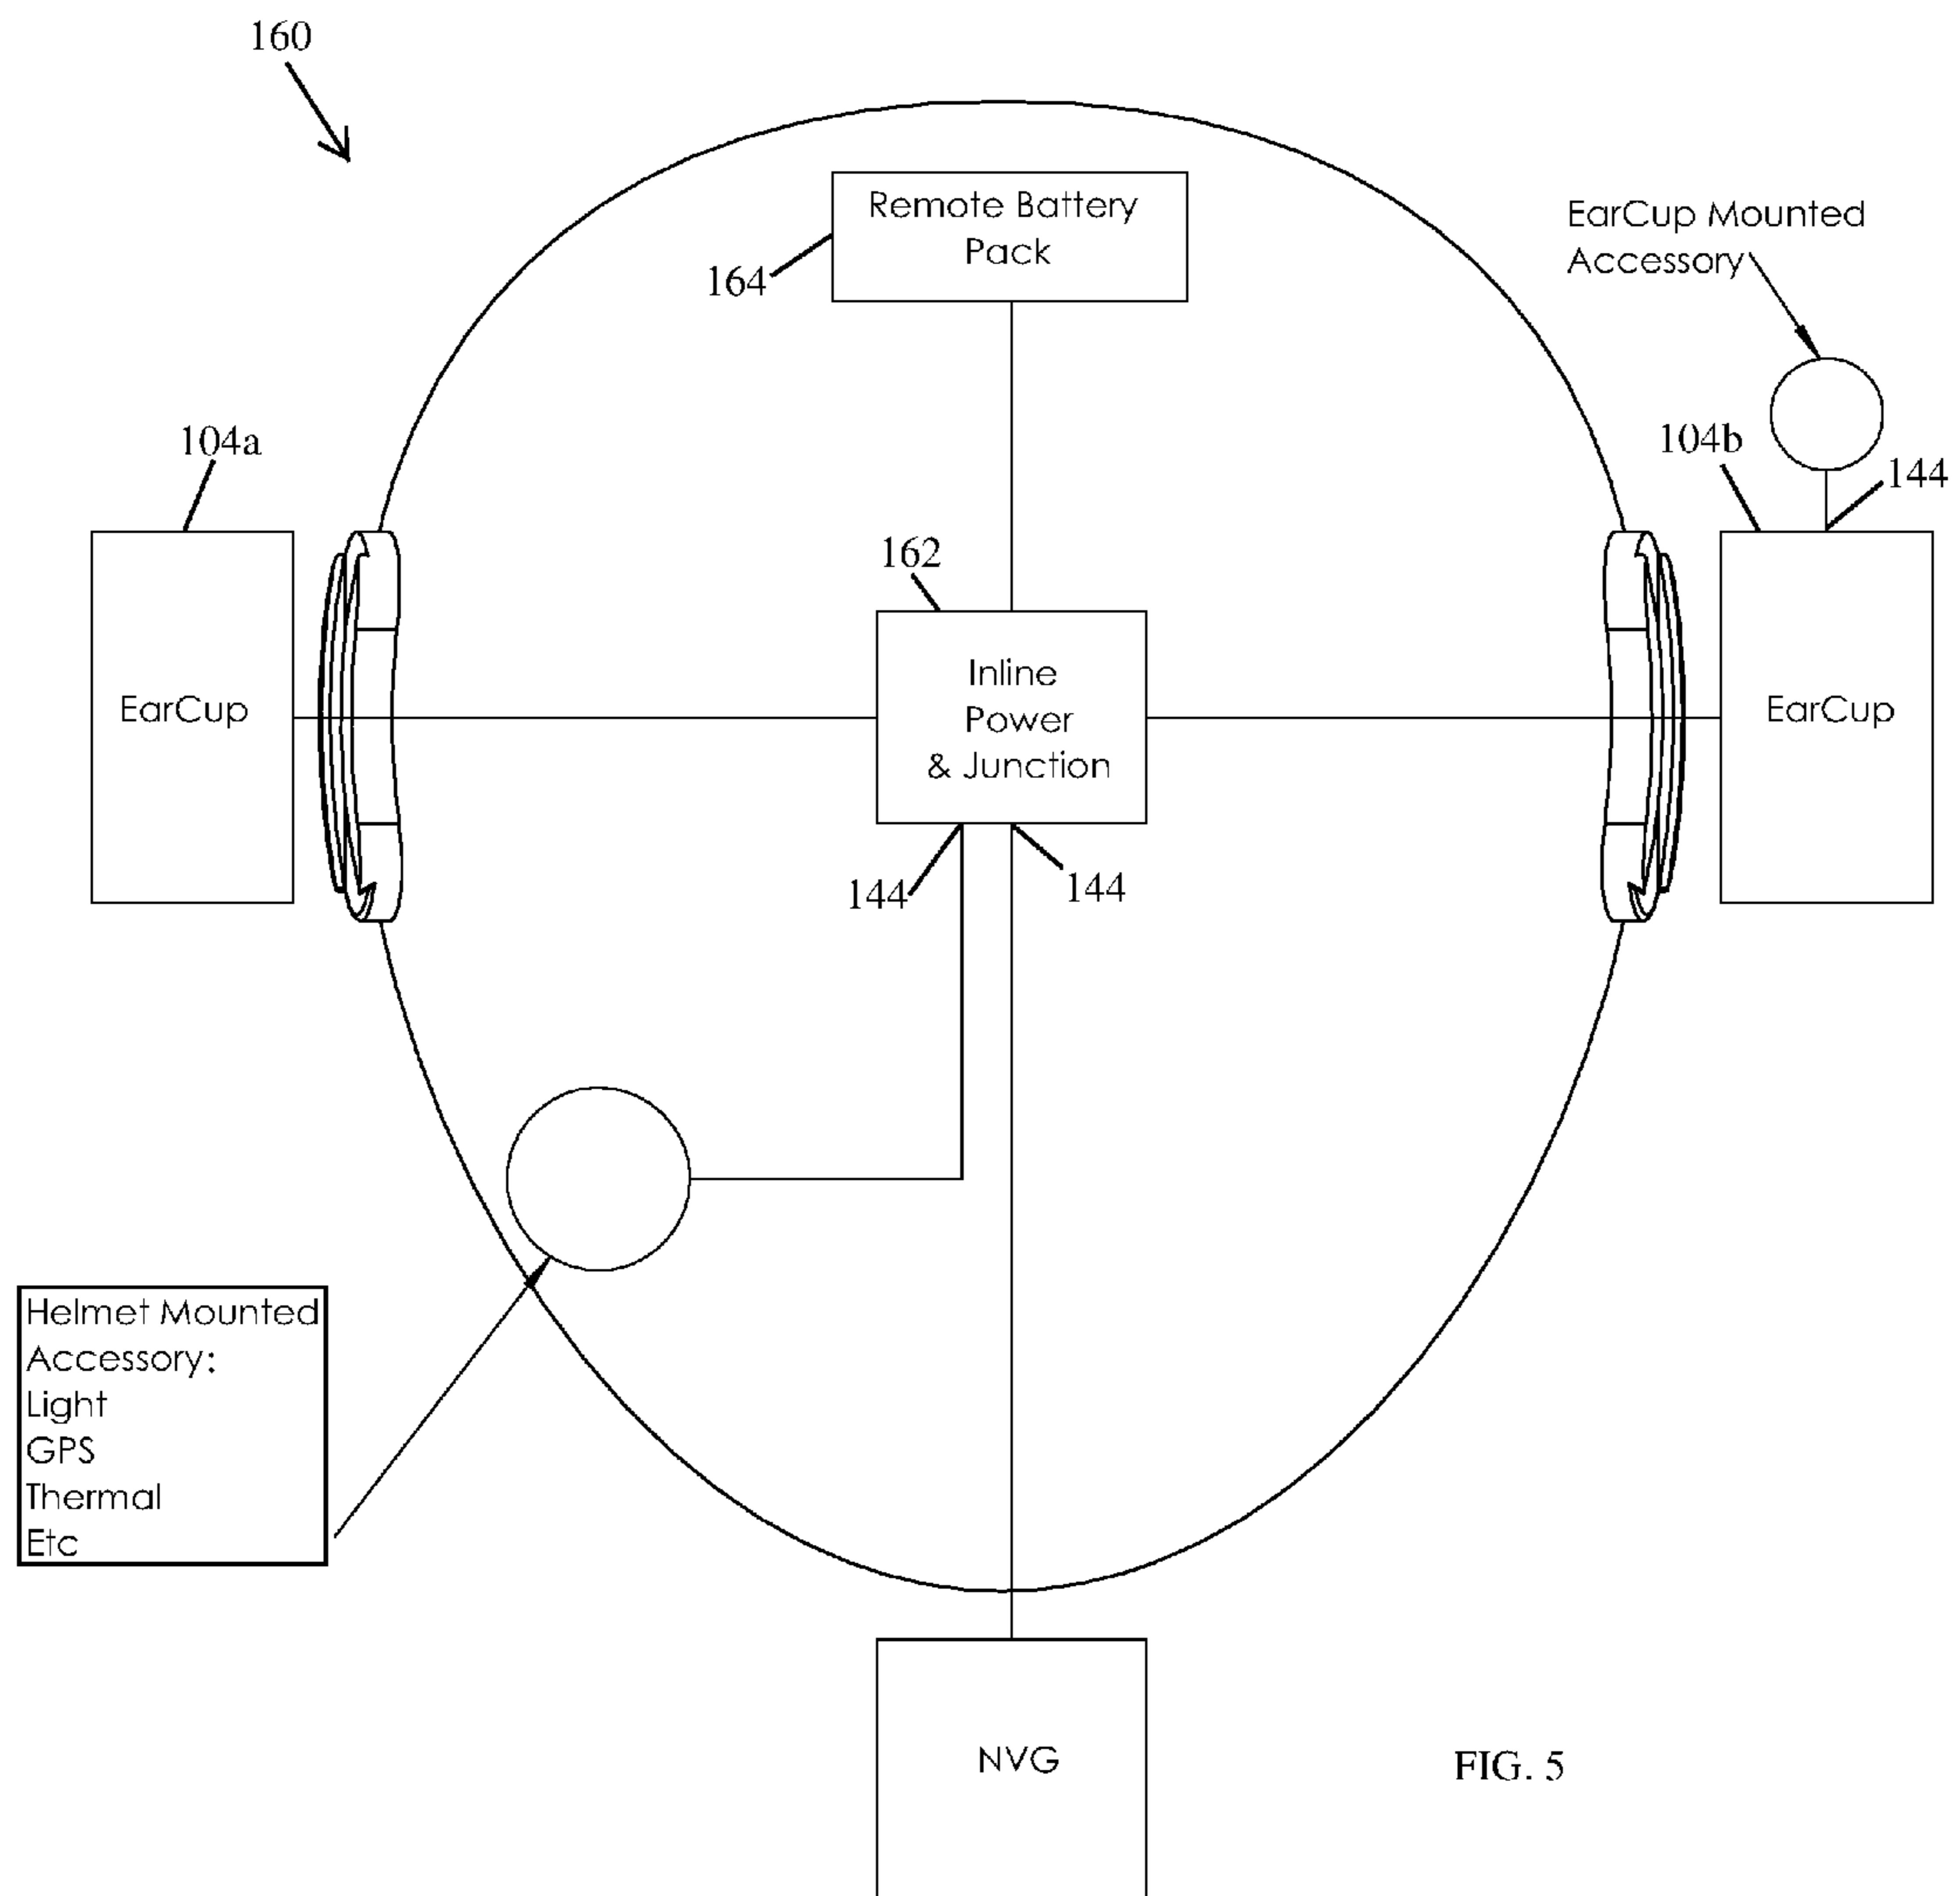 160
Remote Battery
Pack
164
EarCup Mounted
Accessory
104a
104b
144
162
EarCup
Inline
Power
& Junction
EarCup
144
144
Helmet Mounted
Accessory:
Light
GPS
Thermal
Etc
NVG
FIG. 5